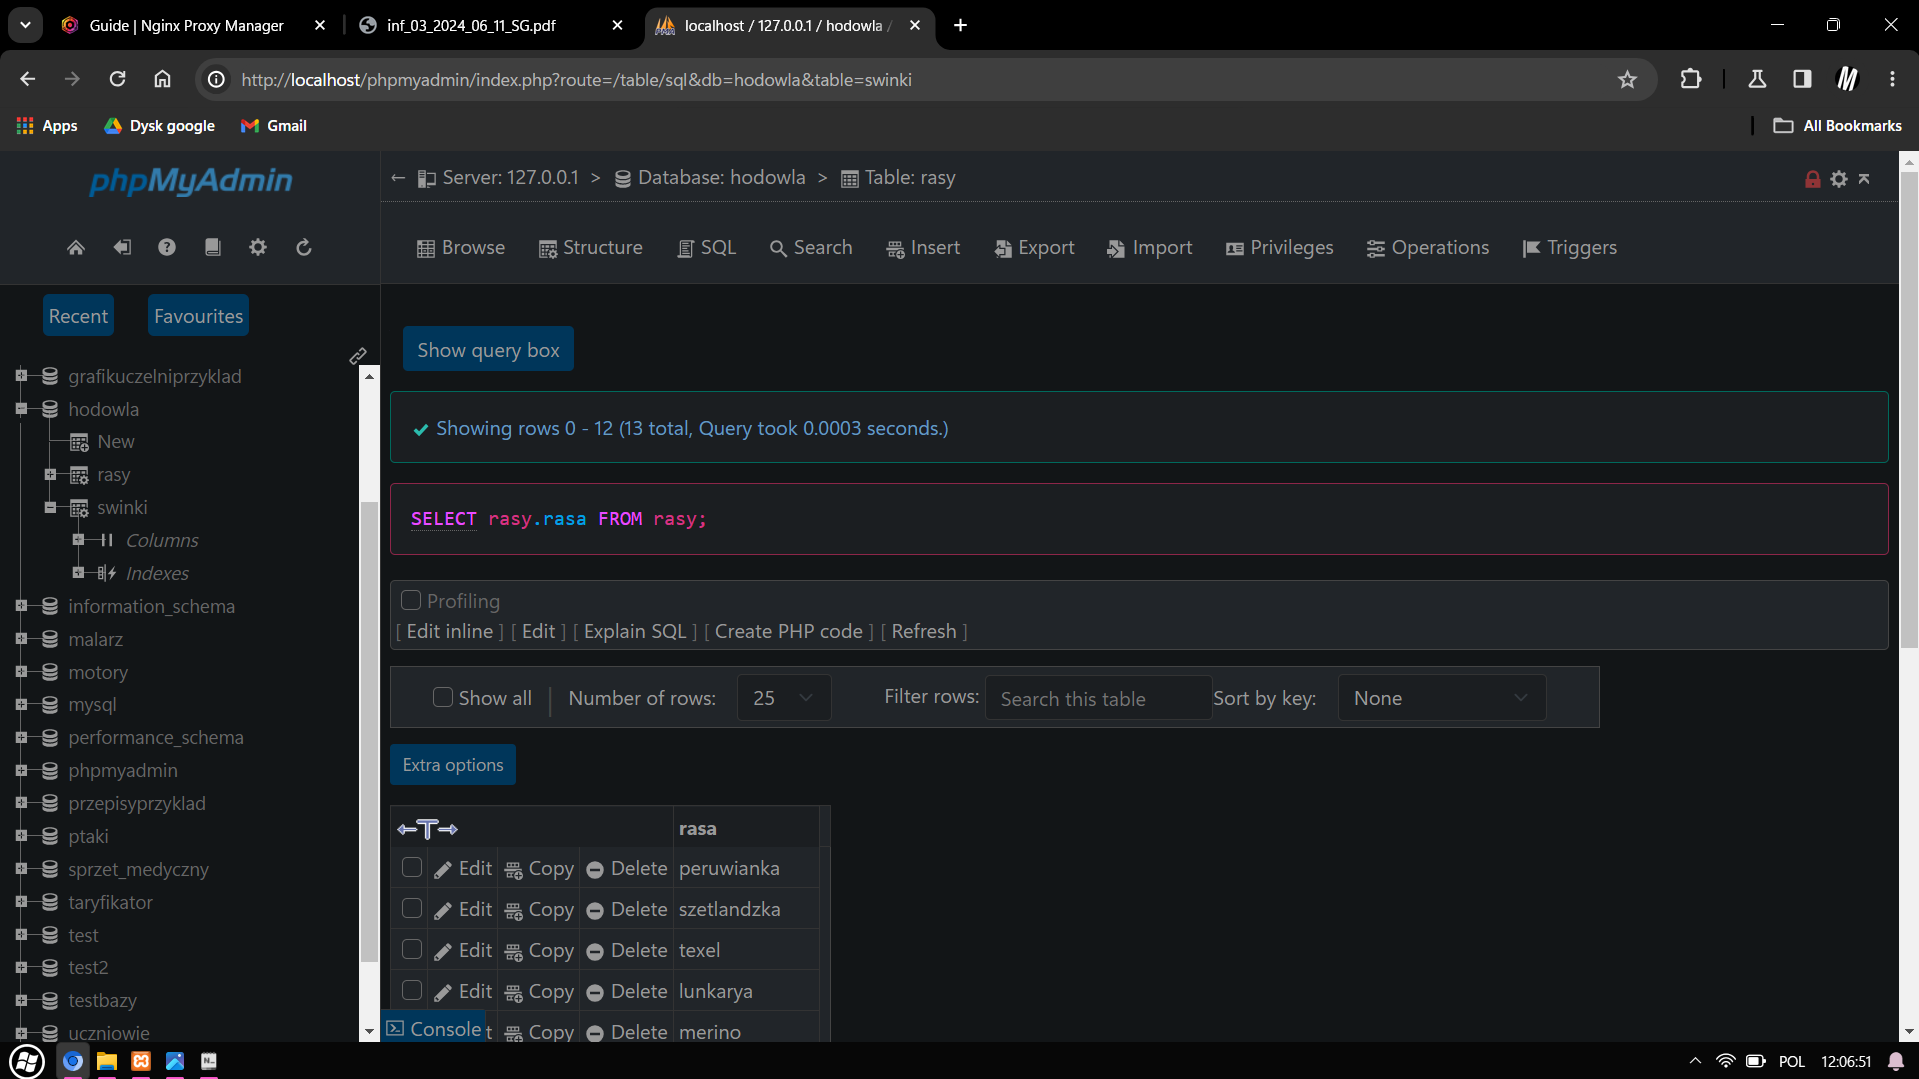 Guide | Nginx Proxy Manager
inf_03_2024_06_11_SG.pdf
localhost / 127.0.0.1 / hodowla /
http://localhost/phpmyadmin/index.php?route=/table/sql&db=hodowla&table=swinki
Apps
Dysk google
Gmail
All Bookmarks
phpMyAdmin
Server: 127.0.0.1 > Database: hodowla > Table: rasy
Browse
Structure
SQL
Search
Insert
Export
Import
Privileges
Operations
Triggers
Recent
Favourites
grafikuczelniprzyklad
hodowla
New
rasy
swinki
Columns
Indexes
information_schema
malarz
motory
mysql
performance_schema
phpmyadmin
przepisyprzyklad
ptaki
sprzet_medyczny
taryfikator
test
test2
testbazy
uczniowie
Show query box
Showing rows 0 - 12 (13 total, Query took 0.0003 seconds.)
SELECT rasy.rasa FROM rasy;
Profiling
[ Edit inline ] [ Edit ] [ Explain SQL ] [ Create PHP code ] [ Refresh ]
Show all | Number of rows: 25 Filter rows: Search this table Sort by key: None
Extra options
rasa
Edit Copy Delete peruwianka
Edit Copy Delete szetlandzka
Edit Copy Delete texel
Edit Copy Delete lunkarya
t Copy Delete merino
Console
POL 12:06:51